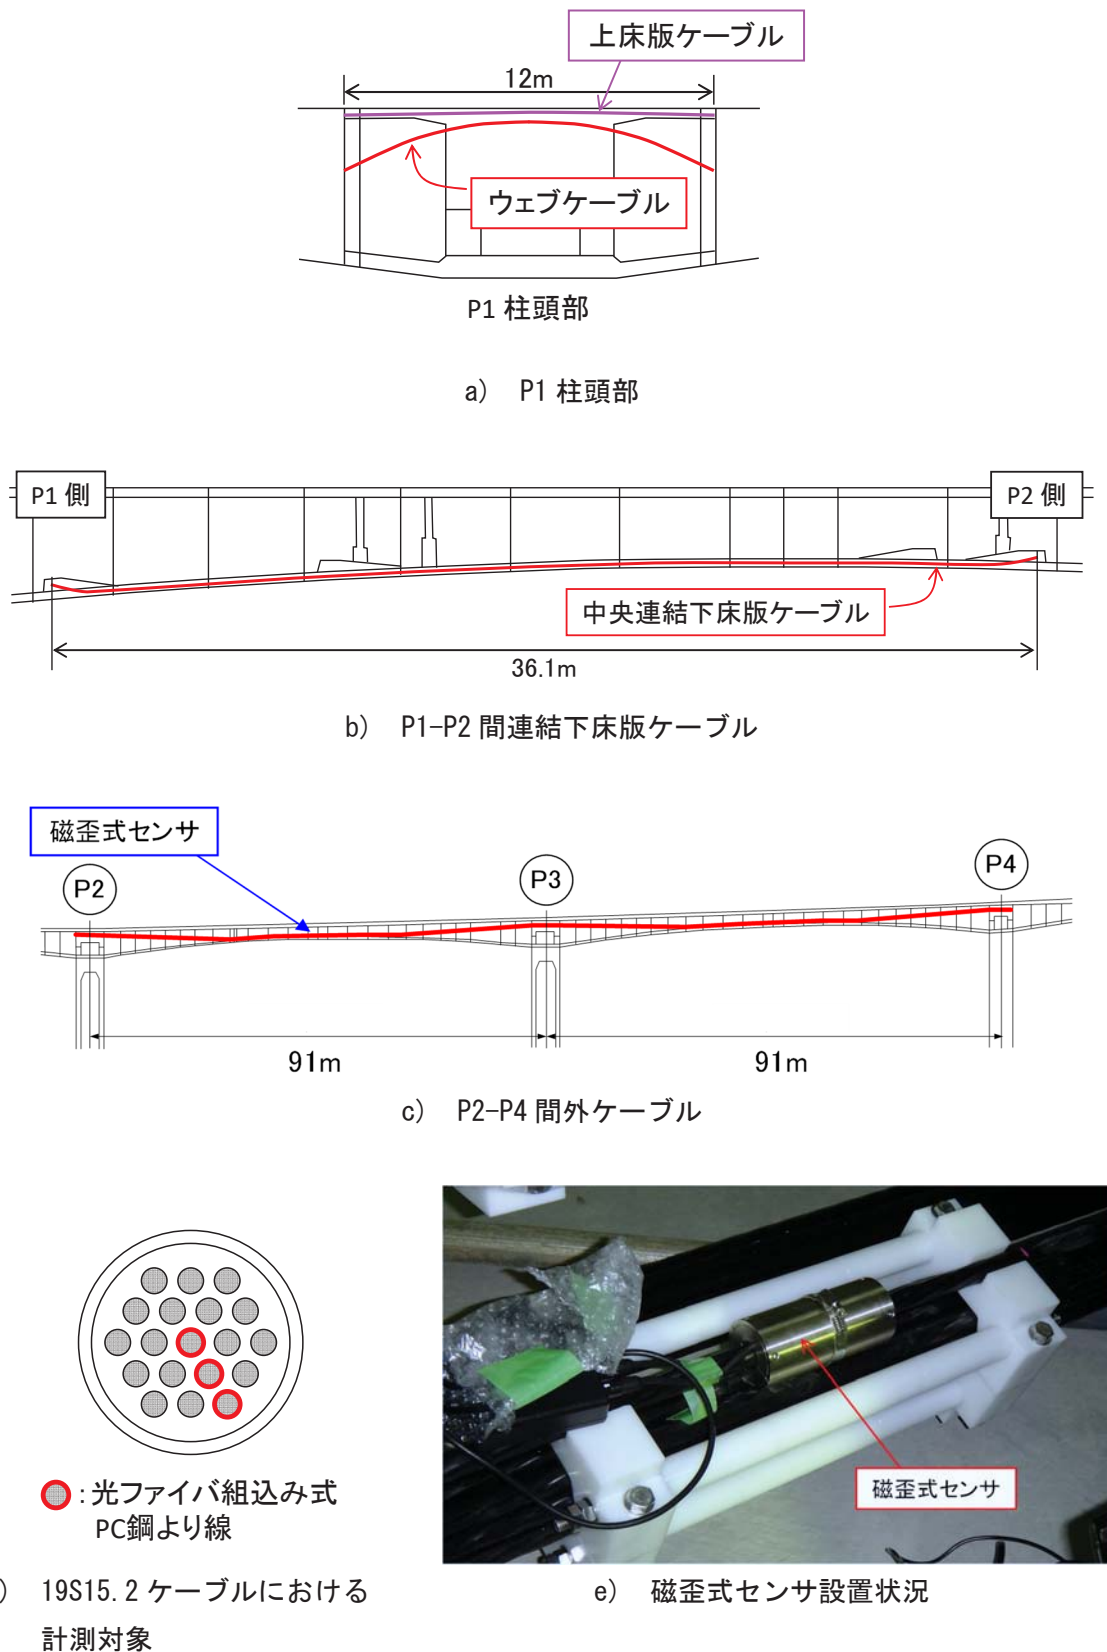 上床版ケーブル
12m
ウェブケーブル
P1 柱頭部
a) P1 柱頭部
P1 側
P2 側
中央連結下床版ケーブル
36.1m
b) P1-P2 間連結下床版ケーブル
磁歪式センサ
P2
P3
P4
91m
91m
c) P2-P4 間外ケーブル
:光ファイバ組込み式
PC鋼より線
磁歪式センサ
) 19S15.2 ケーブルにおける
計測対象
e) 磁歪式センサ設置状況